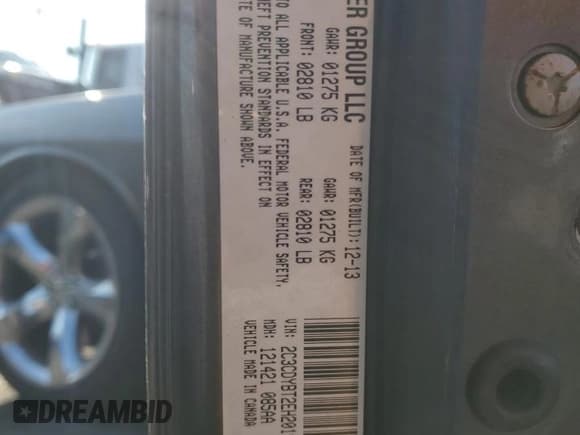 ER GROUP LLC
DATE OF MFR(BUILT): 12-13
GAWR: 01275 KG
GAWR: 01275 KG
FRONT: 02810 LB
REAR: 02810 LB
TO ALL APPLICABLE U.S.A. FEDERAL MOTOR VEHICLE SAFETY,
HEFT PREVENTION STANDARDS IN EFFECT ON
TE OF MANUFACTURE SHOWN ABOVE.
VIN: 2C3CDYBT2EH201
MDH: 121421 085AA
VEHICLE MADE IN CANADA
DREAMBID